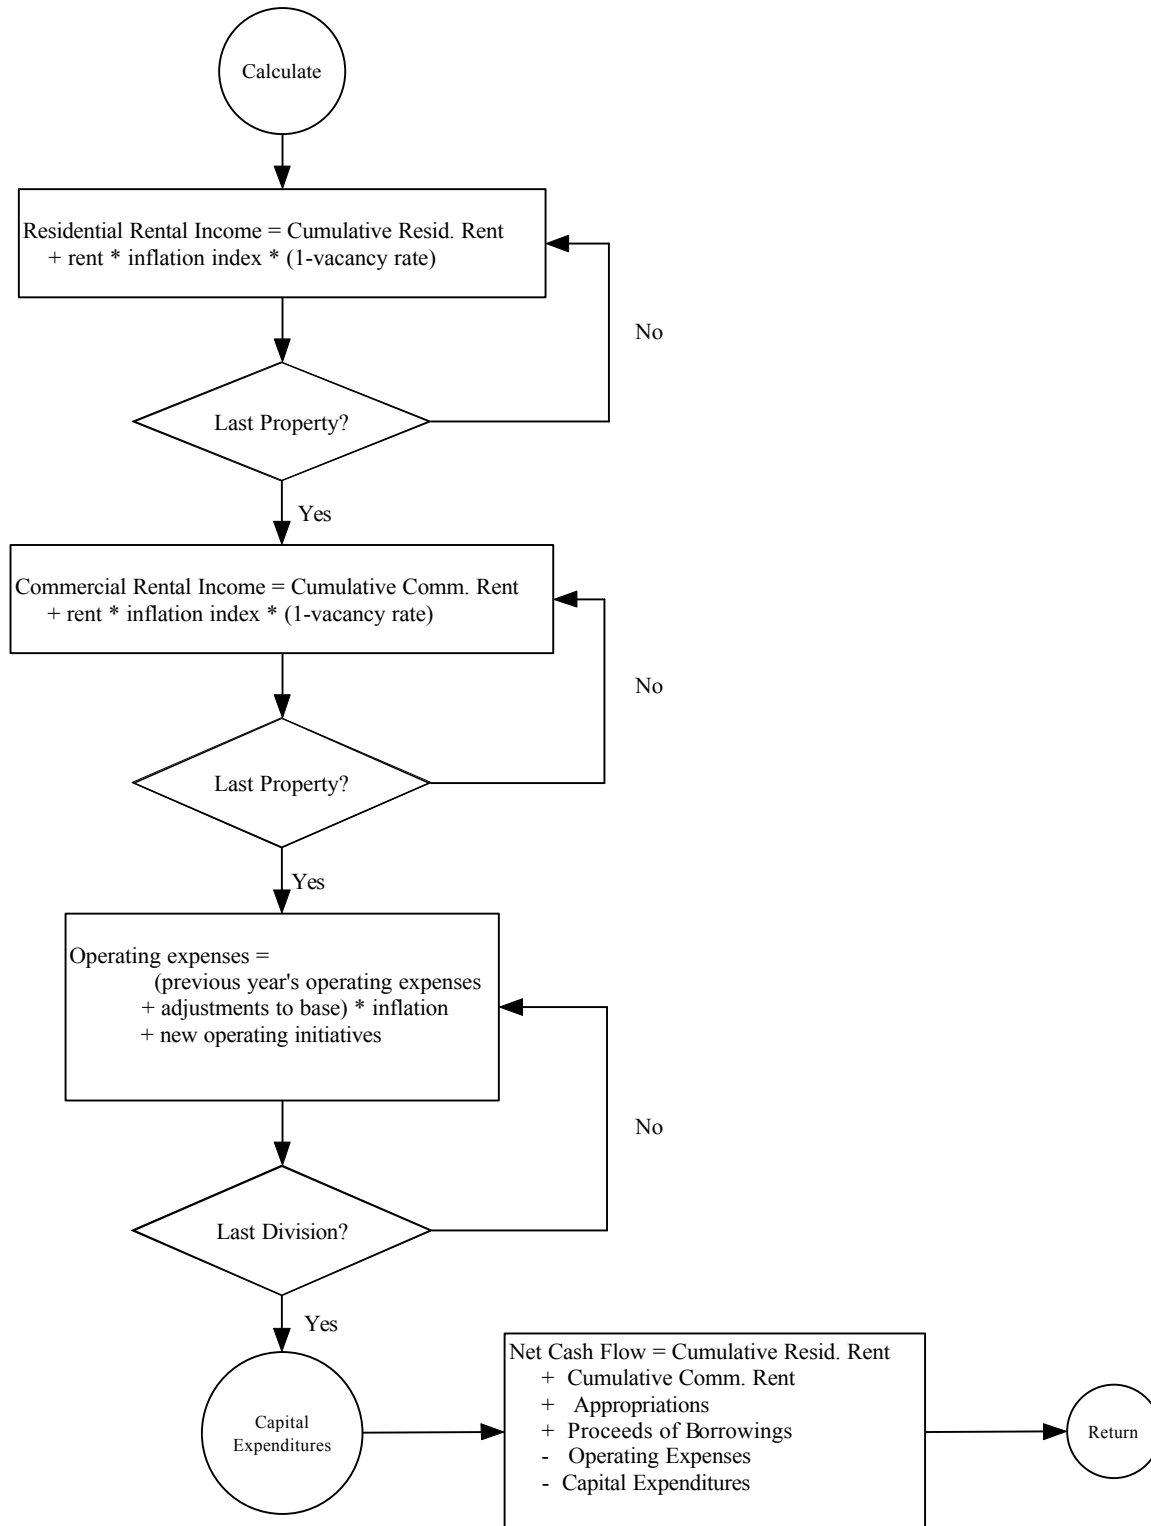 Calculate
Residential Rental Income = Cumulative Resid. Rent
+ rent * inflation index * (1-vacancy rate)
No
Last Property?
Yes
Commercial Rental Income = Cumulative Comm. Rent
+ rent * inflation index * (1-vacancy rate)
No
Last Property?
Yes
Operating expenses =
(previous year's operating expenses
+ adjustments to base) * inflation
+ new operating initiatives
No
Last Division?
Yes
Capital
Expenditures
Net Cash Flow = Cumulative Resid. Rent
+ Cumulative Comm. Rent
+ Appropriations
+ Proceeds of Borrowings
- Operating Expenses
- Capital Expenditures
Return